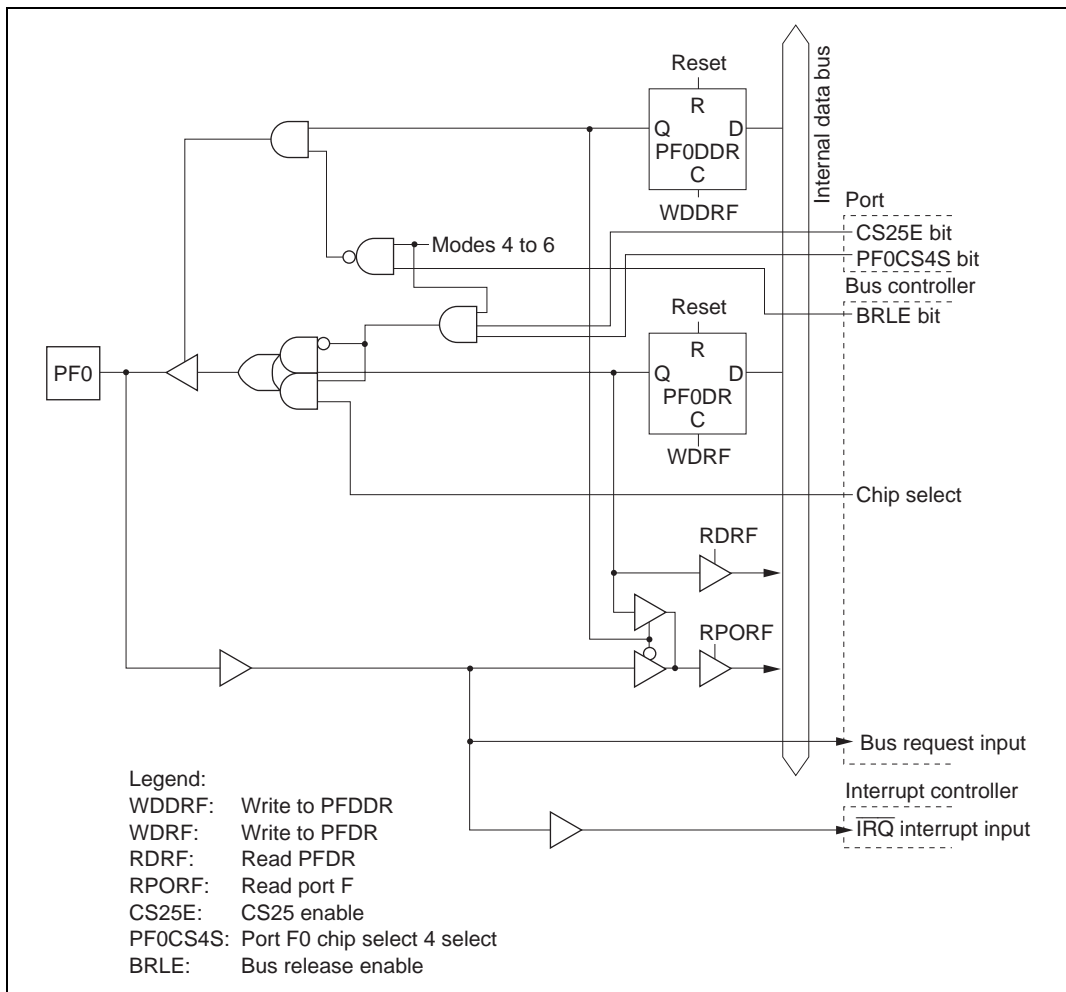 Reset
R
Q D
PF0DDR
C
WDDRF
Internal data bus
Port
CS25E bit
PF0CS4S bit
Bus controller
BRLE bit
Modes 4 to 6
Reset
R
Q D
PF0DR
C
WDRF
PF0
Chip select
RDRF
RPORF
Bus request input
Interrupt controller
I̅R̅Q̅ interrupt input
Legend:
WDDRF: Write to PFDDR
WDRF: Write to PFDR
RDRF: Read PFDR
RPORF: Read port F
CS25E: CS25 enable
PF0CS4S: Port F0 chip select 4 select
BRLE: Bus release enable